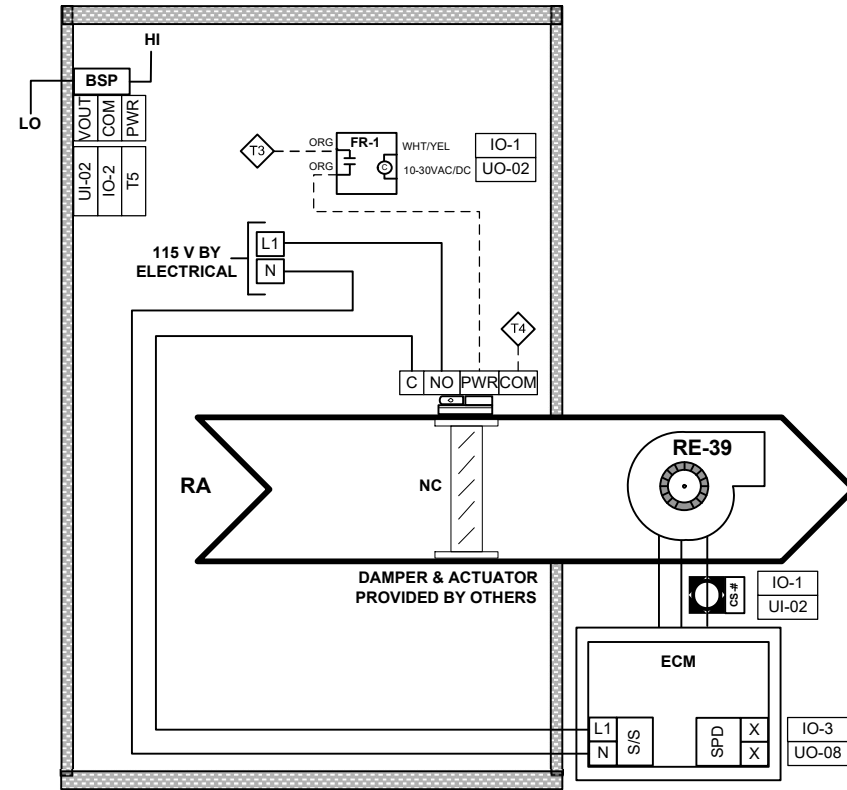 HI
BSP
LO
VOUT
COM
PWR
UI-02
IO-2
T5
T3
ORG
ORG
FR-1
C
WHT/YEL
10-30VAC/DC
IO-1
UO-02
115 V BY
ELECTRICAL
L1
N
T4
C NO PWR COM
RA
NC
RE-39
DAMPER & ACTUATOR
PROVIDED BY OTHERS
CS-#
IO-1
UI-02
ECM
L1
N
S/S
SPD
X
X
IO-3
UO-08